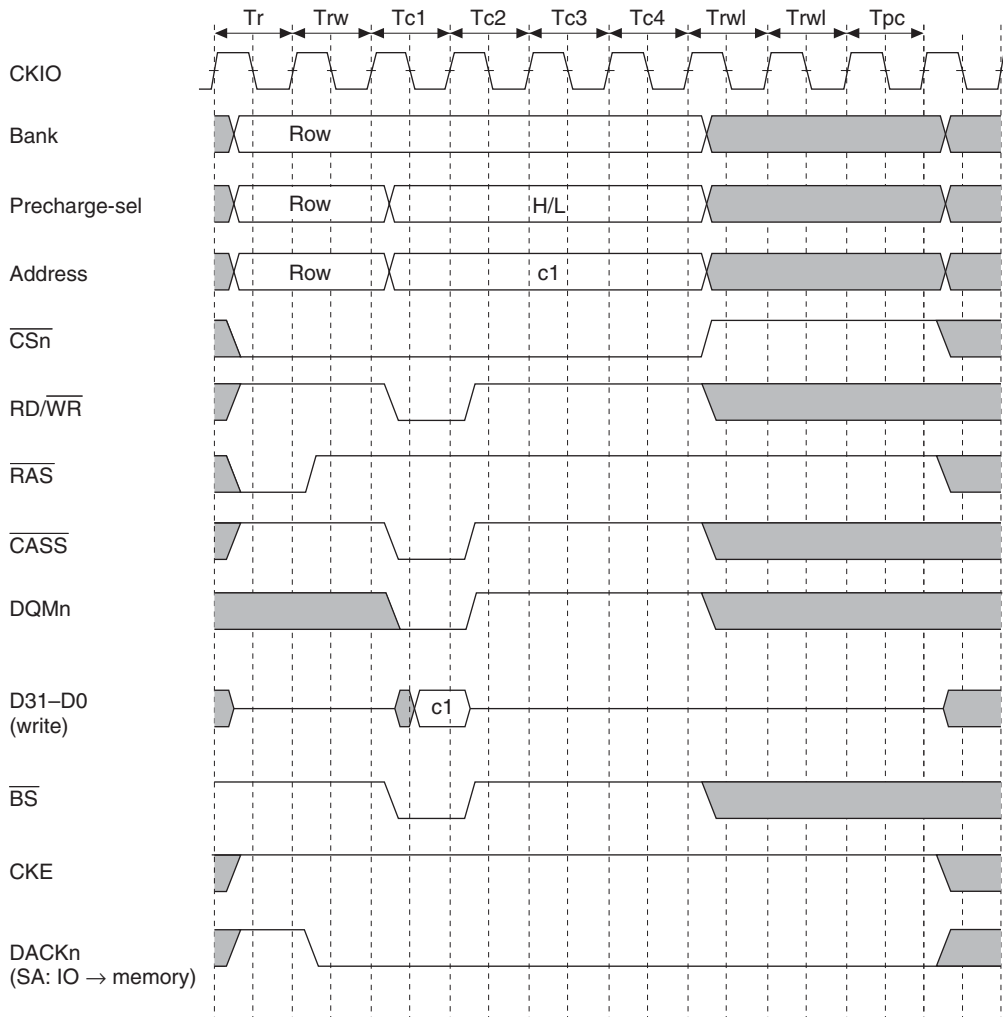 Tr Trw Tc1 Tc2 Tc3 Tc4 Trwl Trwl Tpc
CKIO
Bank Row
Precharge-sel Row H/L
Address Row c1
CSn
RD/WR
RAS
CASS
DQMn
D31–D0
(write) c1
BS
CKE
DACKn
(SA: IO → memory)